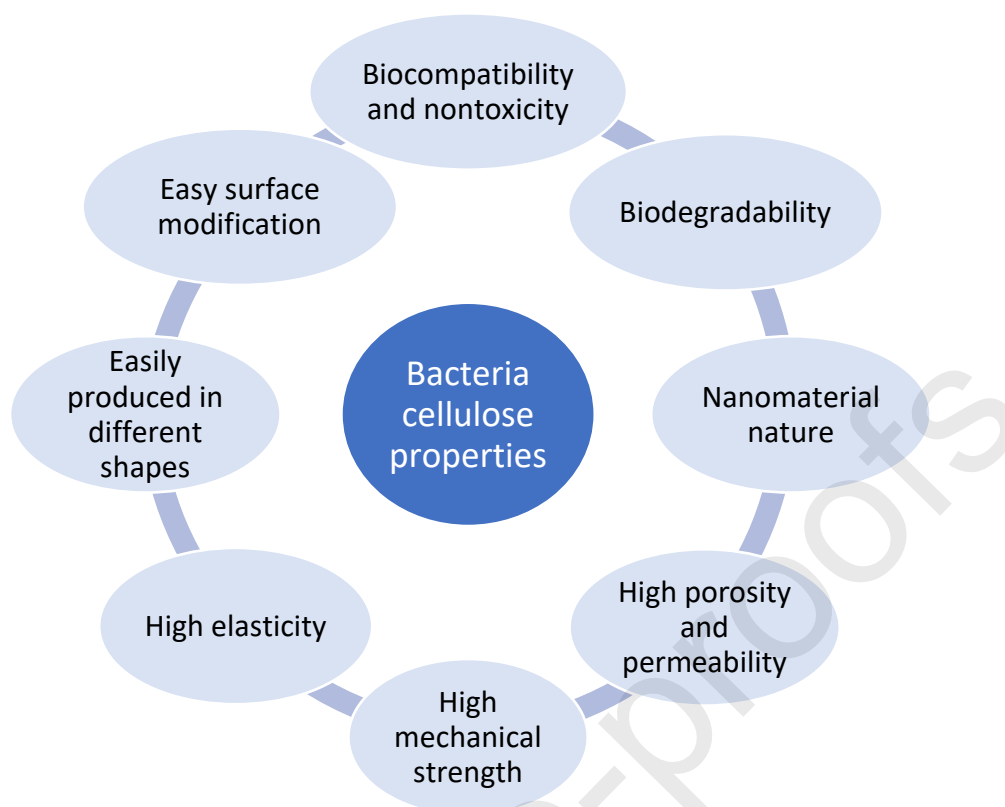 Biocompatibility
and nontoxicity
Biodegradability
Nanomaterial
nature
High porosity
and
permeability
High
mechanical
strength
High elasticity
Easily
produced in
different
shapes
Easy surface
modification
Bacteria
cellulose
properties
-proofs